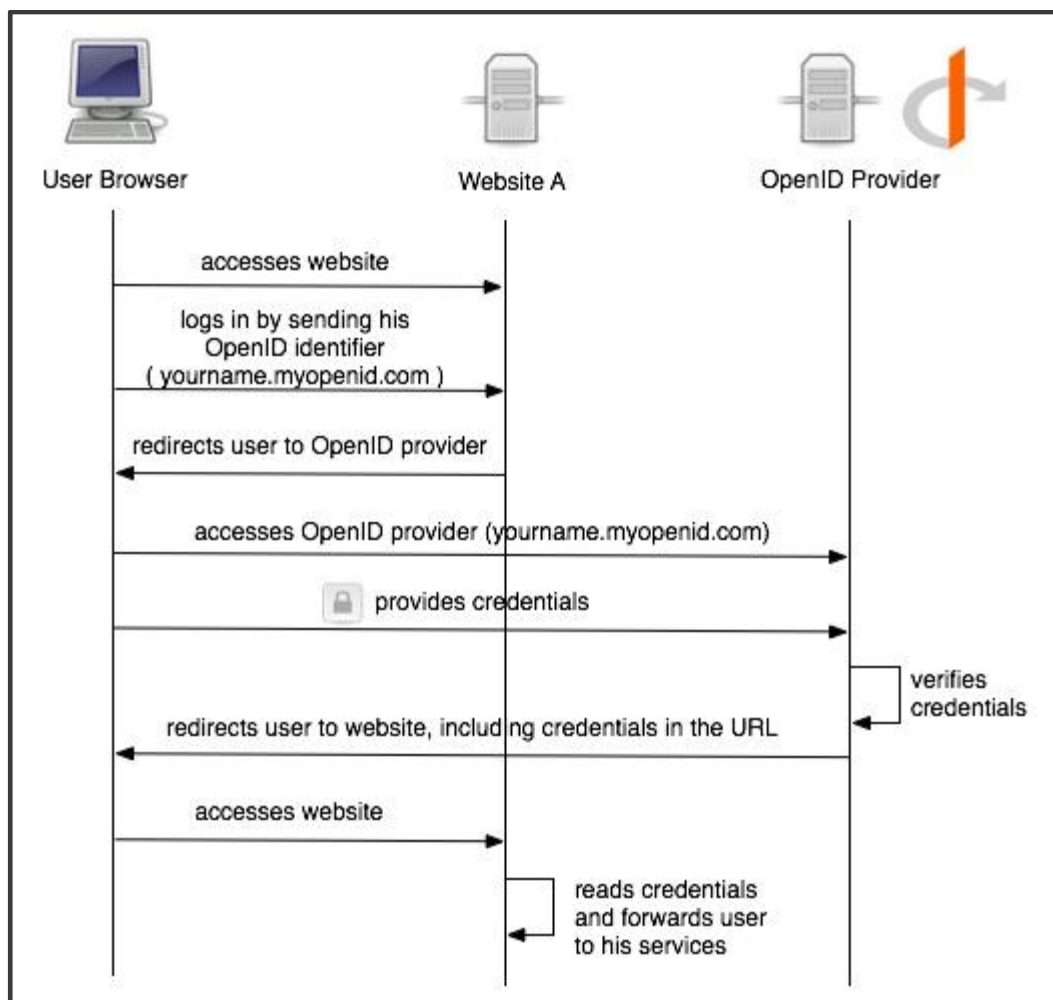 User Browser
Website A
OpenID Provider
accesses website
logs in by sending his
OpenID identifier
( yourname.myopenid.com )
redirects user to OpenID provider
accesses OpenID provider (yourname.myopenid.com)
provides credentials
verifies
credentials
redirects user to website, including credentials in the URL
accesses website
reads credentials
and forwards user
to his services